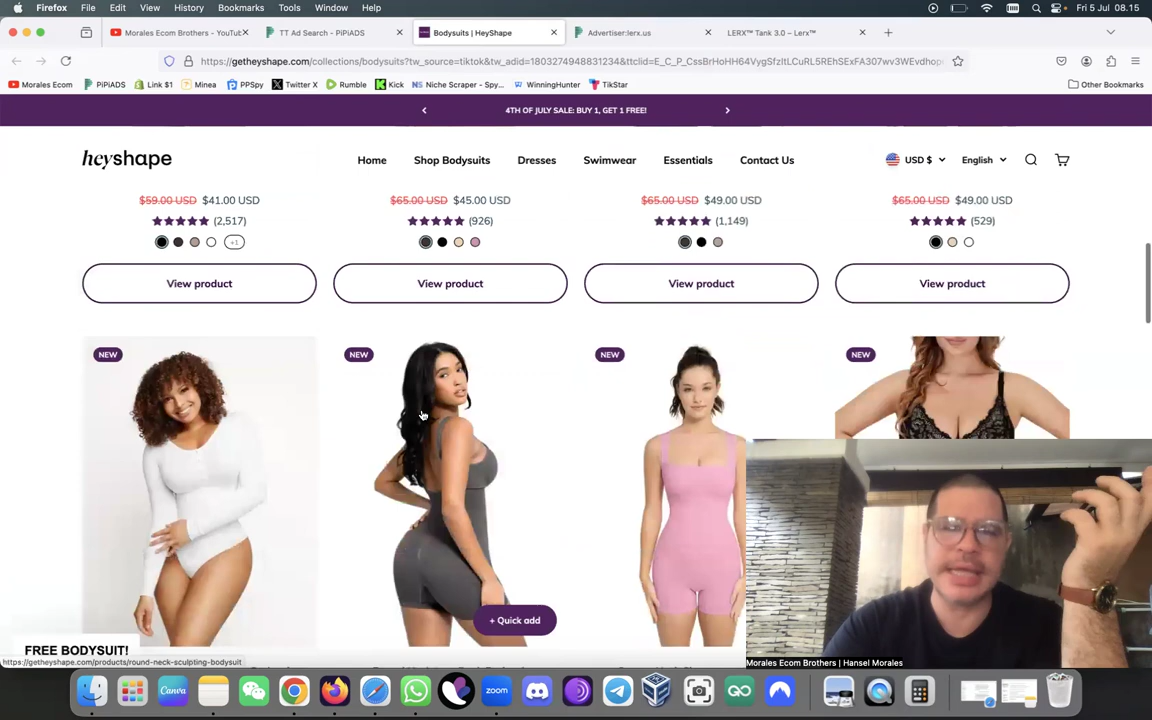 Firefox File Edit View History Bookmarks Tools Window Help Fri 5 Jul 08.15
Morales Ecom Brothers - YouTub
TT Ad Search - PiPiADS
Bodysuits | HeyShape
Advertiser:lerx.us
LERX™ Tank 3.0 – Lerx™
https://getheyshape.com/collections/bodysuits?tw_source=tiktok&tw_adid=1803274948831234&ttclid=E_C_P_
Morales Ecom PiPiADS Link $1 Minea PPSpy Twitter X Rumble Kick Niche Scraper - Spy... WinningHunter TikStar Other Bookmarks
4TH OF JULY SALE: BUY 1, GET 1 FREE!
heyshape Home Shop Bodysuits Dresses Swimwear Essentials Contact Us USD $ English
$59.00 USD $41.00 USD $65.00 USD $45.00 USD $65.00 USD $49.00 USD $65.00 USD $49.00 USD
(2,517) (926) (1,149) (529)
+1
View product View product View product View product
NEW NEW NEW NEW
+ Quick add
FREE BODYSUIT!
https://getheyshape.com/products/round-neck-sculpting-bodysuit
Morales Ecom Brothers | Hansel Morales
Canva zoom GO